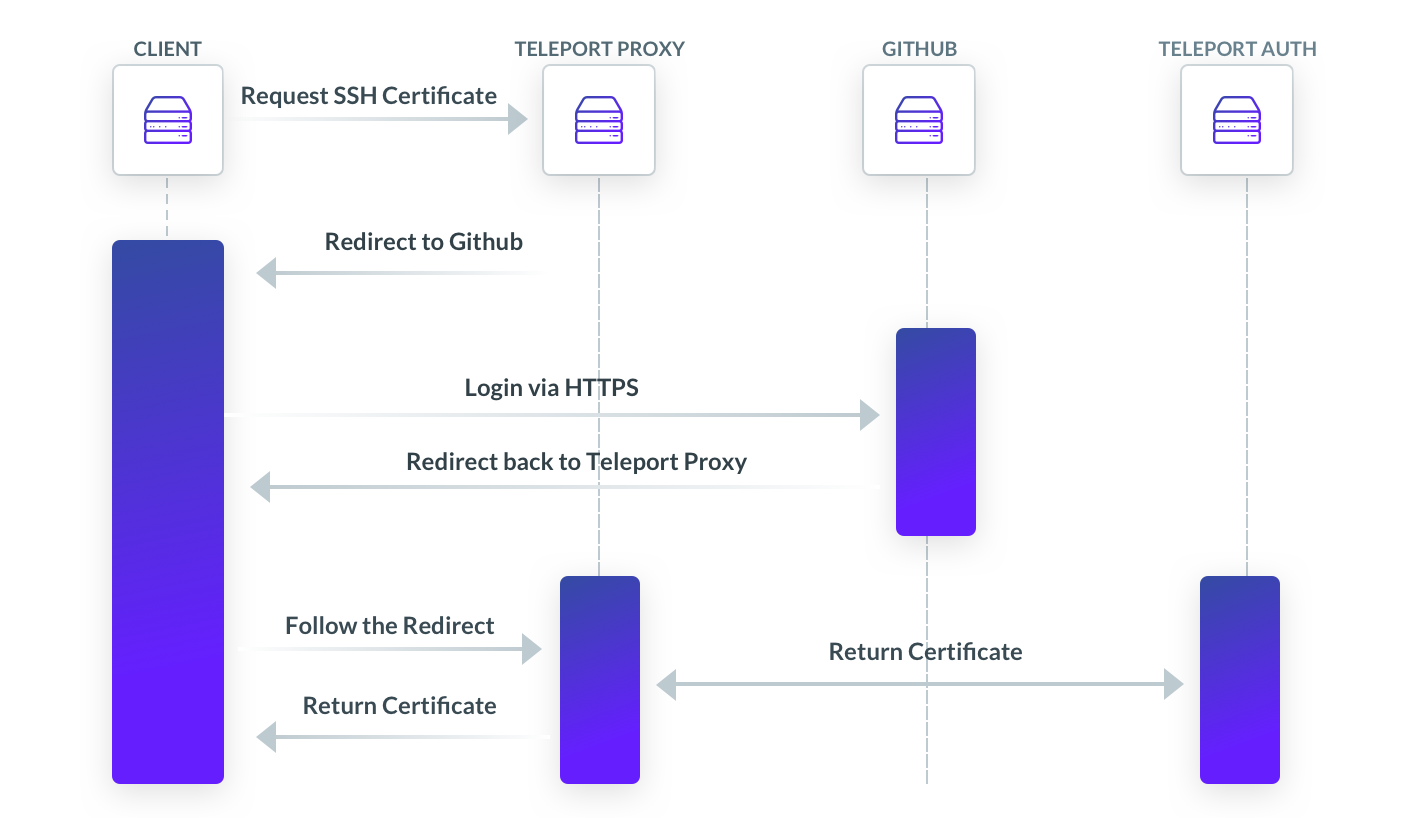 CLIENT
TELEPORT PROXY
GITHUB
TELEPORT AUTH
Request SSH Certificate
Redirect to Github
Login via HTTPS
Redirect back to Teleport Proxy
Follow the Redirect
Return Certificate
Return Certificate